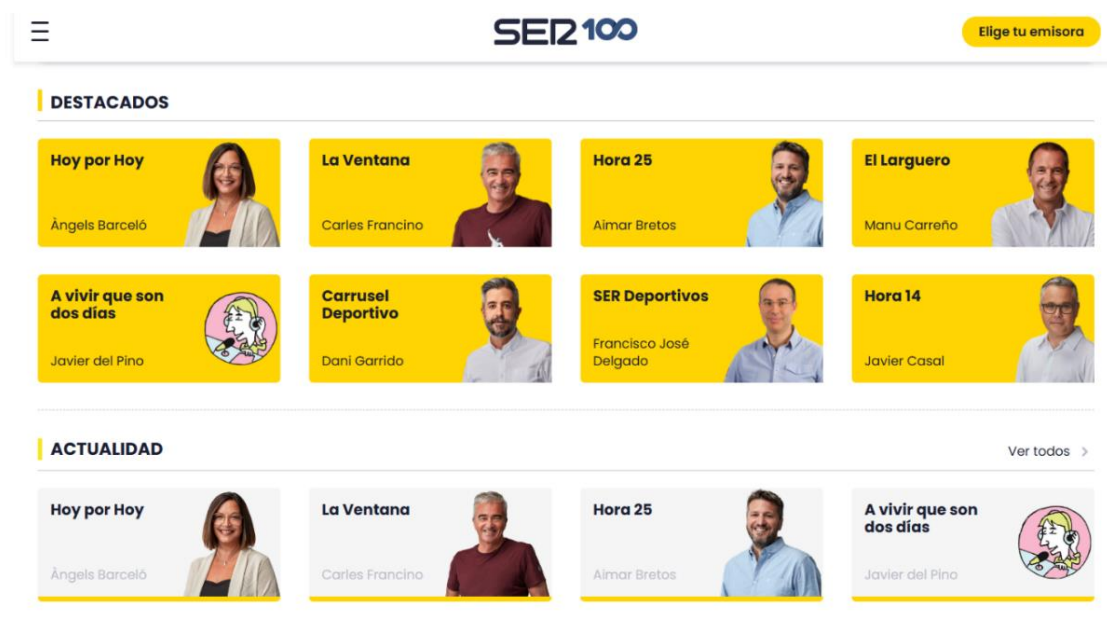 SER 100
Elige tu emisora
DESTACADOS
Hoy por Hoy
Àngels Barceló
La Ventana
Carles Francino
Hora 25
Aimar Bretos
El Larguero
Manu Carreño
A vivir que son
dos días
Javier del Pino
Carrusel
Deportivo
Dani Garrido
SER Deportivos
Francisco José
Delgado
Hora 14
Javier Casal
ACTUALIDAD
Ver todos
Hoy por Hoy
Àngels Barceló
La Ventana
Carles Francino
Hora 25
Aimar Bretos
A vivir que son
dos días
Javier del Pino